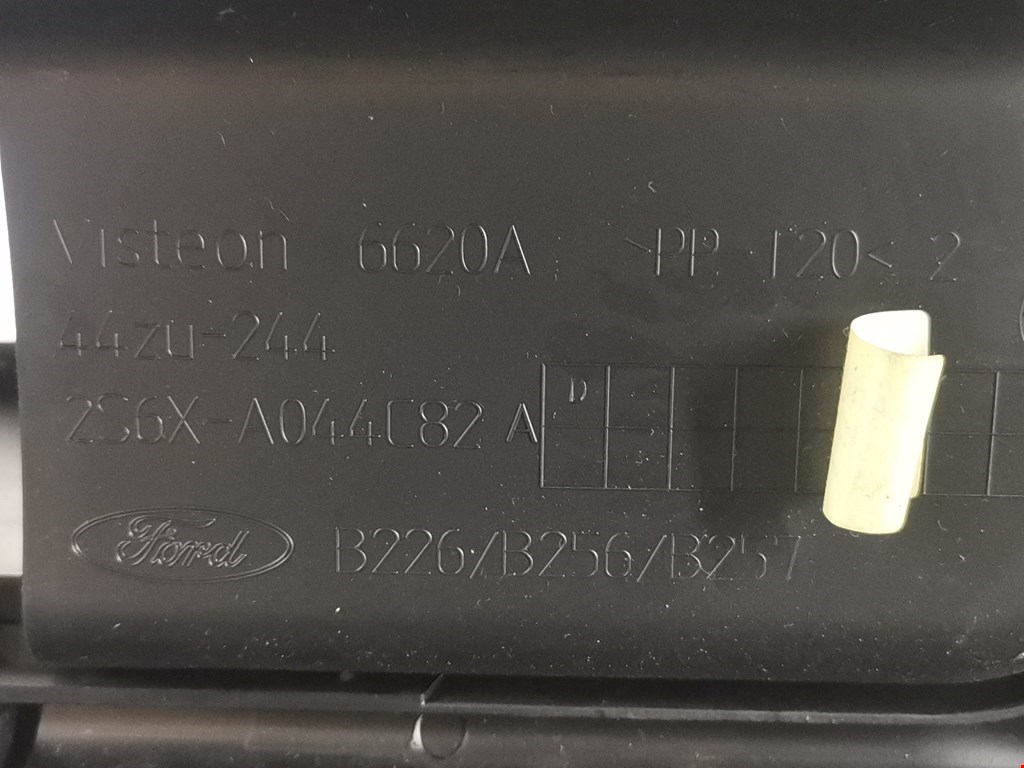 Visteon 6620A >PP-T20< 2
44zu-244
2S6X-A044C82 A
D
Ford B226/B256/B257